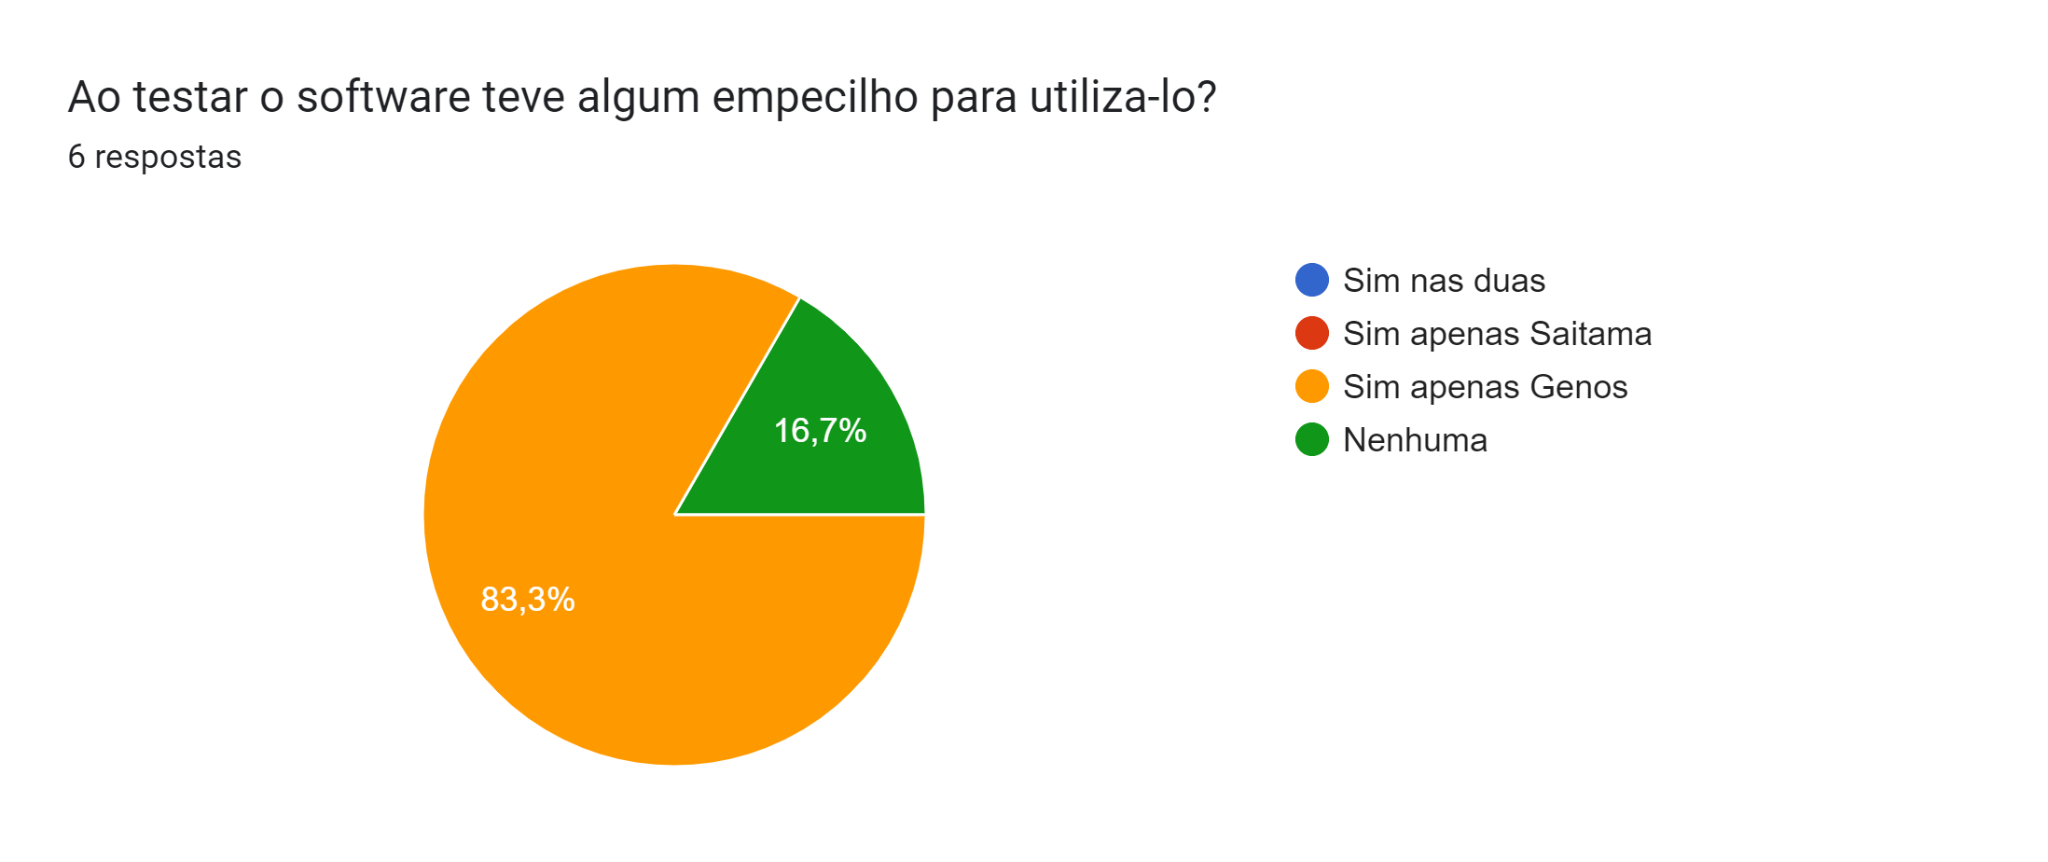 Ao testar o software teve algum empecilho para utiliza-lo?
6 respostas
Sim nas duas
Sim apenas Saitama
Sim apenas Genos
Nenhuma
16,7%
83,3%